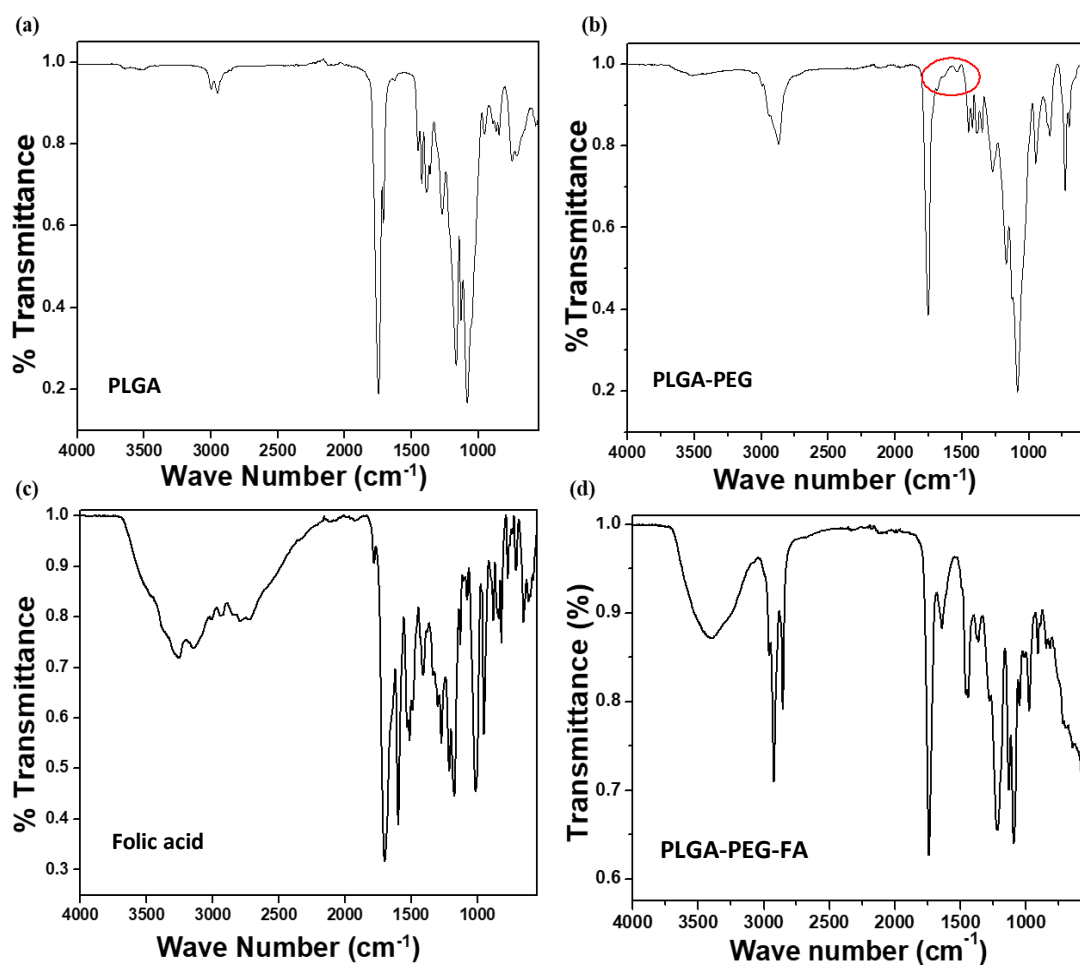 (a)
1.0
0.8
0.6
0.4
0.2
% Transmittance
PLGA
4000 3500 3000 2500 2000 1500 1000
Wave Number (cm⁻¹)
(b)
1.0
0.8
0.6
0.4
0.2
% Transmittance
PLGA-PEG
4000 3500 3000 2500 2000 1500 1000
Wave number (cm⁻¹)
(c)
1.0
0.9
0.8
0.7
0.6
0.5
0.4
0.3
% Transmittance
Folic acid
4000 3500 3000 2500 2000 1500 1000
Wave Number (cm⁻¹)
(d)
1.0
0.9
0.8
0.7
0.6
Transmittance (%)
PLGA-PEG-FA
4000 3500 3000 2500 2000 1500 1000
Wave number (cm⁻¹)